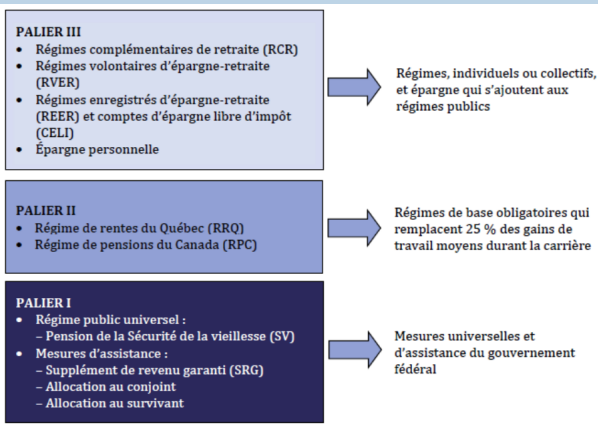 PALIER III
• Régimes complémentaires de retraite (RCR)
• Régimes volontaires d'épargne-retraite
(RVER)
• Régimes enregistrés d'épargne-retraite
(REER) et comptes d'épargne libre d'impôt
(CELI)
• Épargne personnelle
Régimes, individuels ou collectifs,
et épargne qui s'ajoutent aux
régimes publics
PALIER II
• Régime de rentes du Québec (RRQ)
• Régime de pensions du Canada (RPC)
Régimes de base obligatoires qui
remplacent 25 % des gains de
travail moyens durant la carrière
PALIER I
• Régime public universel :
– Pension de la Sécurité de la vieillesse (SV)
• Mesures d'assistance :
– Supplément de revenu garanti (SRG)
– Allocation au conjoint
– Allocation au survivant
Mesures universelles et
d'assistance du gouvernement
fédéral